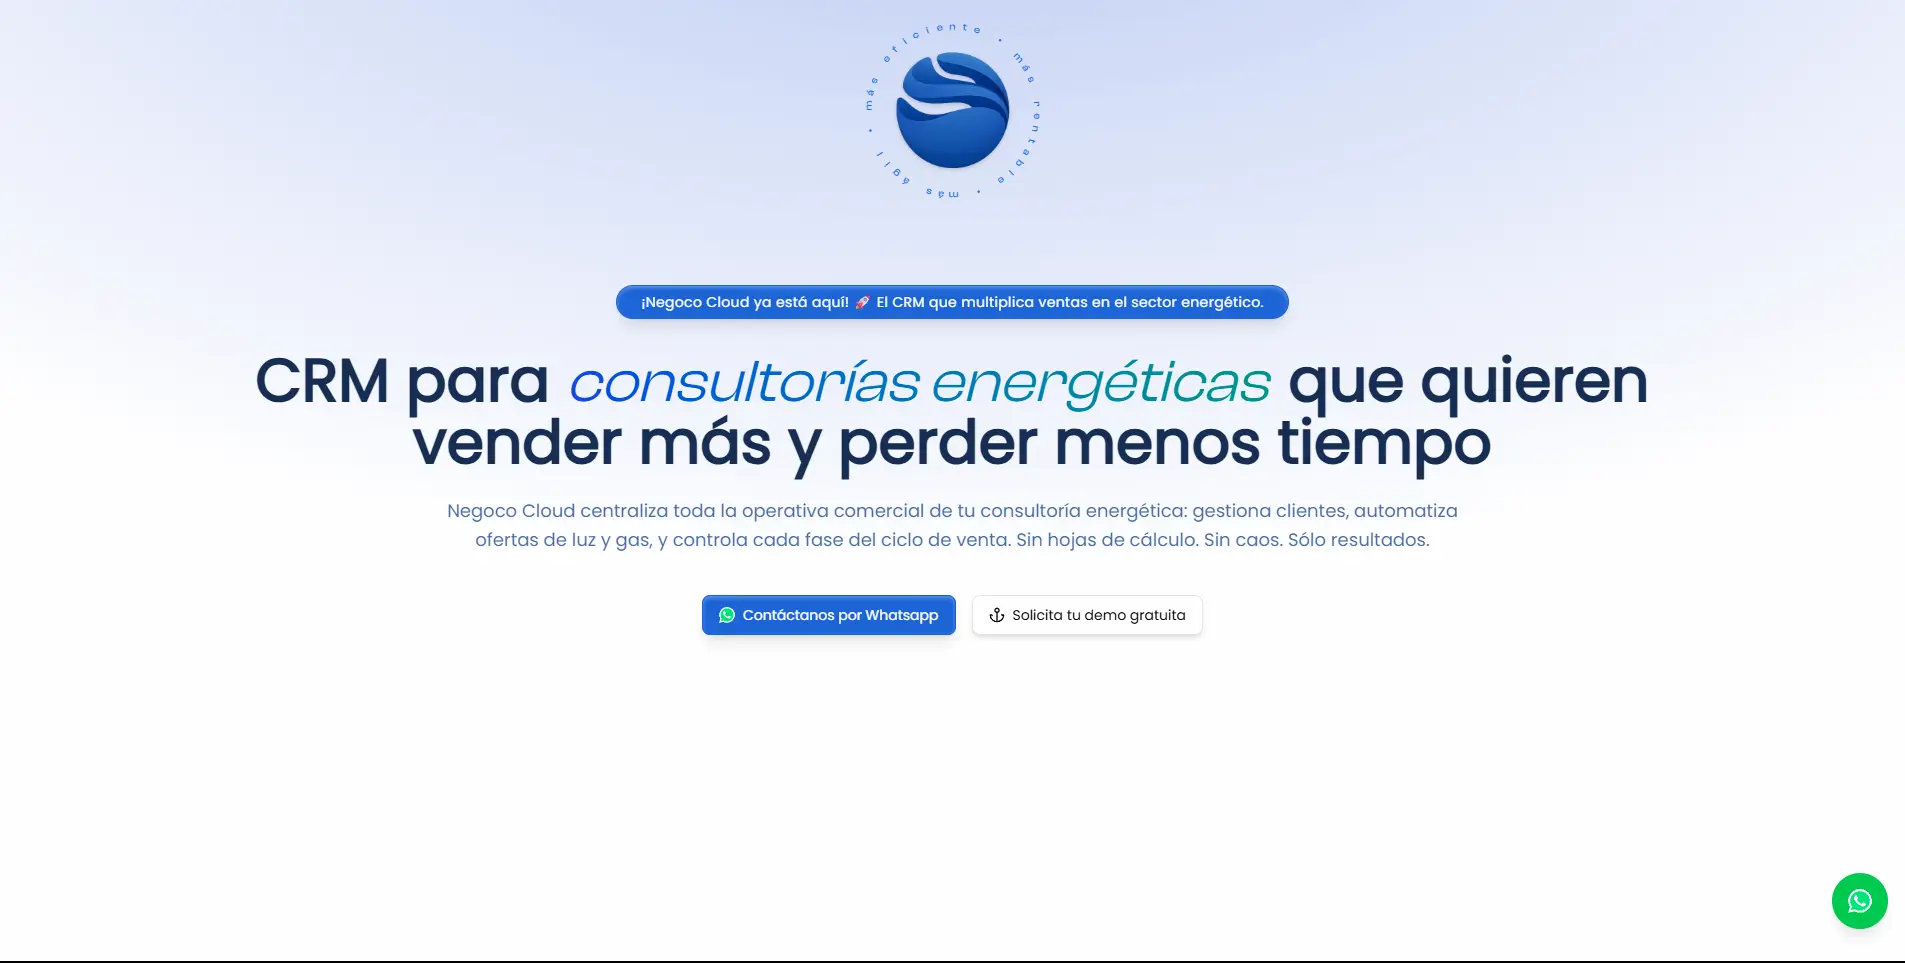 más eficiente • más rentable • más ágil •
¡Negoco Cloud ya está aquí! 🚀 El CRM que multiplica ventas en el sector energético.
CRM para consultorías energéticas que quieren
vender más y perder menos tiempo
Negoco Cloud centraliza toda la operativa comercial de tu consultoría energética: gestiona clientes, automatiza
ofertas de luz y gas, y controla cada fase del ciclo de venta. Sin hojas de cálculo. Sin caos. Sólo resultados.
Contáctanos por Whatsapp
Solicita tu demo gratuita